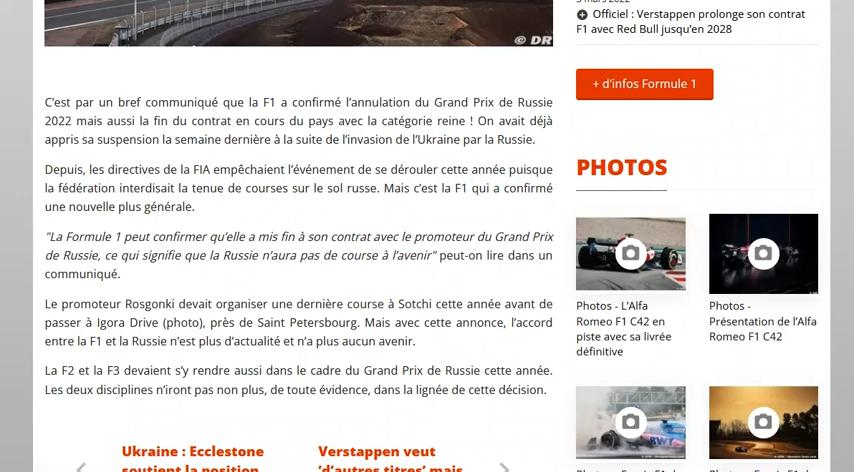 © DR
C'est par un bref communiqué que la F1 a confirmé l'annulation du Grand Prix de Russie
2022 mais aussi la fin du contrat en cours du pays avec la catégorie reine ! On avait déjà
appris sa suspension la semaine dernière à la suite de l'invasion de l'Ukraine par la Russie.
Depuis, les directives de la FIA empêchaient l'événement de se dérouler cette année puisque
la fédération interdisait la tenue de courses sur le sol russe. Mais c'est la F1 qui a confirmé
une nouvelle plus générale.
"La Formule 1 peut confirmer qu'elle a mis fin à son contrat avec le promoteur du Grand Prix
de Russie, ce qui signifie que la Russie n'aura pas de course à l'avenir" peut-on lire dans un
communiqué.
Le promoteur Rosgonki devait organiser une dernière course à Sotchi cette année avant de
passer à Igora Drive (photo), près de Saint Petersbourg. Mais avec cette annonce, l'accord
entre la F1 et la Russie n'est plus d'actualité et n'a plus aucun avenir.
La F2 et la F3 devaient s'y rendre aussi dans le cadre du Grand Prix de Russie cette année.
Les deux disciplines n'iront pas non plus, de toute évidence, dans la lignée de cette décision.
Ukraine : Ecclestone
soutient la position
Verstappen veut
'd'autres titres' mais
3 mars 2022
Officiel : Verstappen prolonge son contrat
F1 avec Red Bull jusqu'en 2028
+ d'infos Formule 1
PHOTOS
Photos - L'Alfa
Romeo F1 C42 en
piste avec sa livrée
définitive
Photos -
Présentation de l'Alfa
Romeo F1 C42